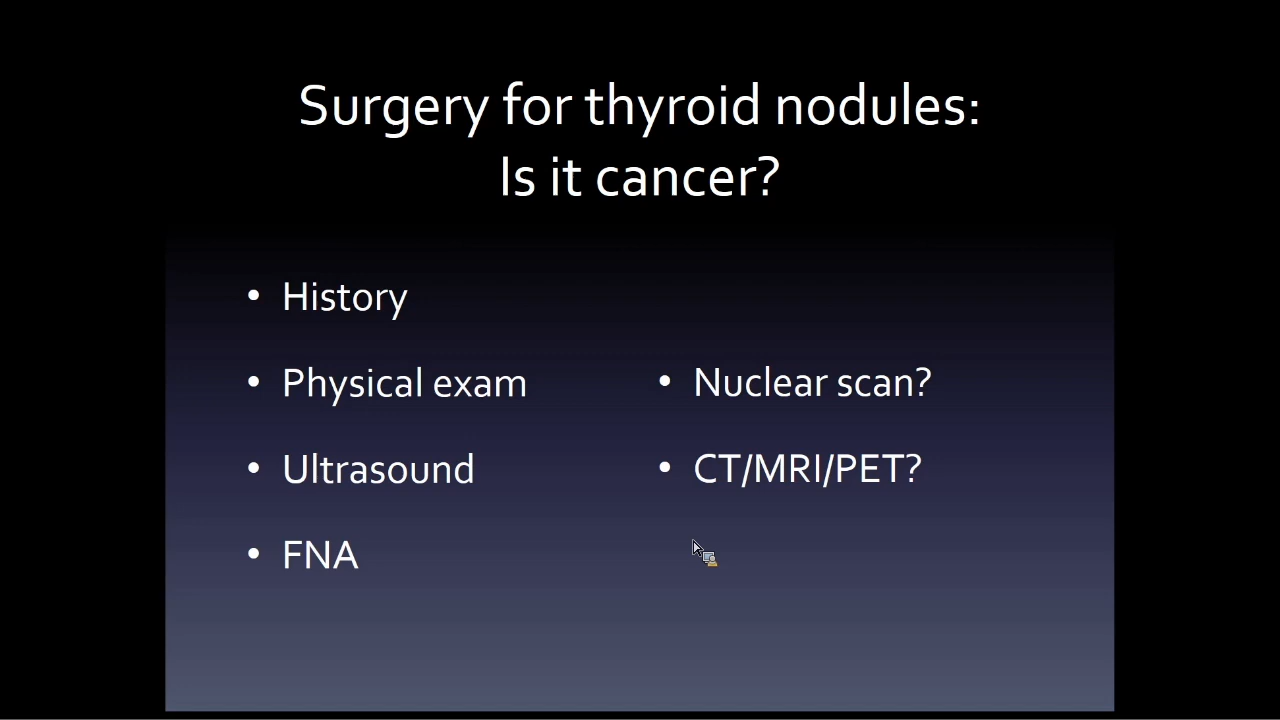 Surgery for thyroid nodules:
Is it cancer?
• History
• Physical exam
• Ultrasound
• FNA
• Nuclear scan?
• CT/MRI/PET?